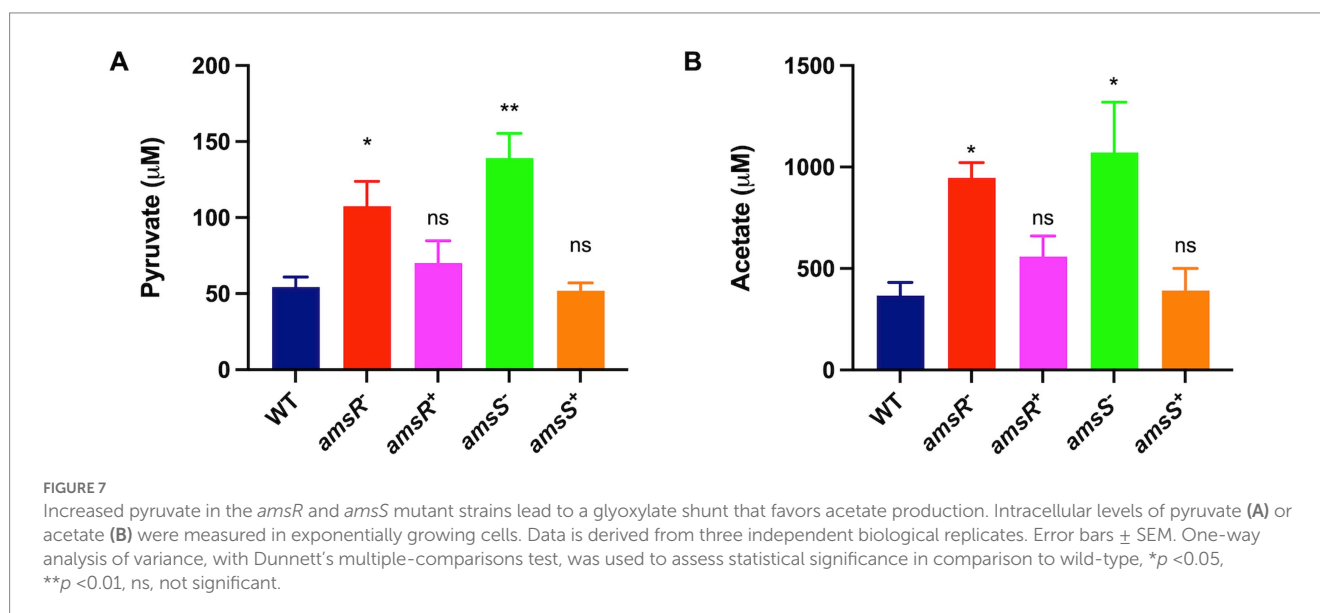 A
200
150
100
50
0
Pyruvate (μM)
*
ns
**
ns
WT
amsR⁻
amsR⁺
amsS⁻
amsS⁺
B
1500
1000
500
0
Acetate (μM)
*
ns
*
ns
WT
amsR⁻
amsR⁺
amsS⁻
amsS⁺
FIGURE 7
Increased pyruvate in the amsR and amsS mutant strains lead to a glyoxylate shunt that favors acetate production. Intracellular levels of pyruvate (A) or
acetate (B) were measured in exponentially growing cells. Data is derived from three independent biological replicates. Error bars ± SEM. One-way
analysis of variance, with Dunnett’s multiple-comparisons test, was used to assess statistical significance in comparison to wild-type, *p <0.05,
**p <0.01, ns, not significant.